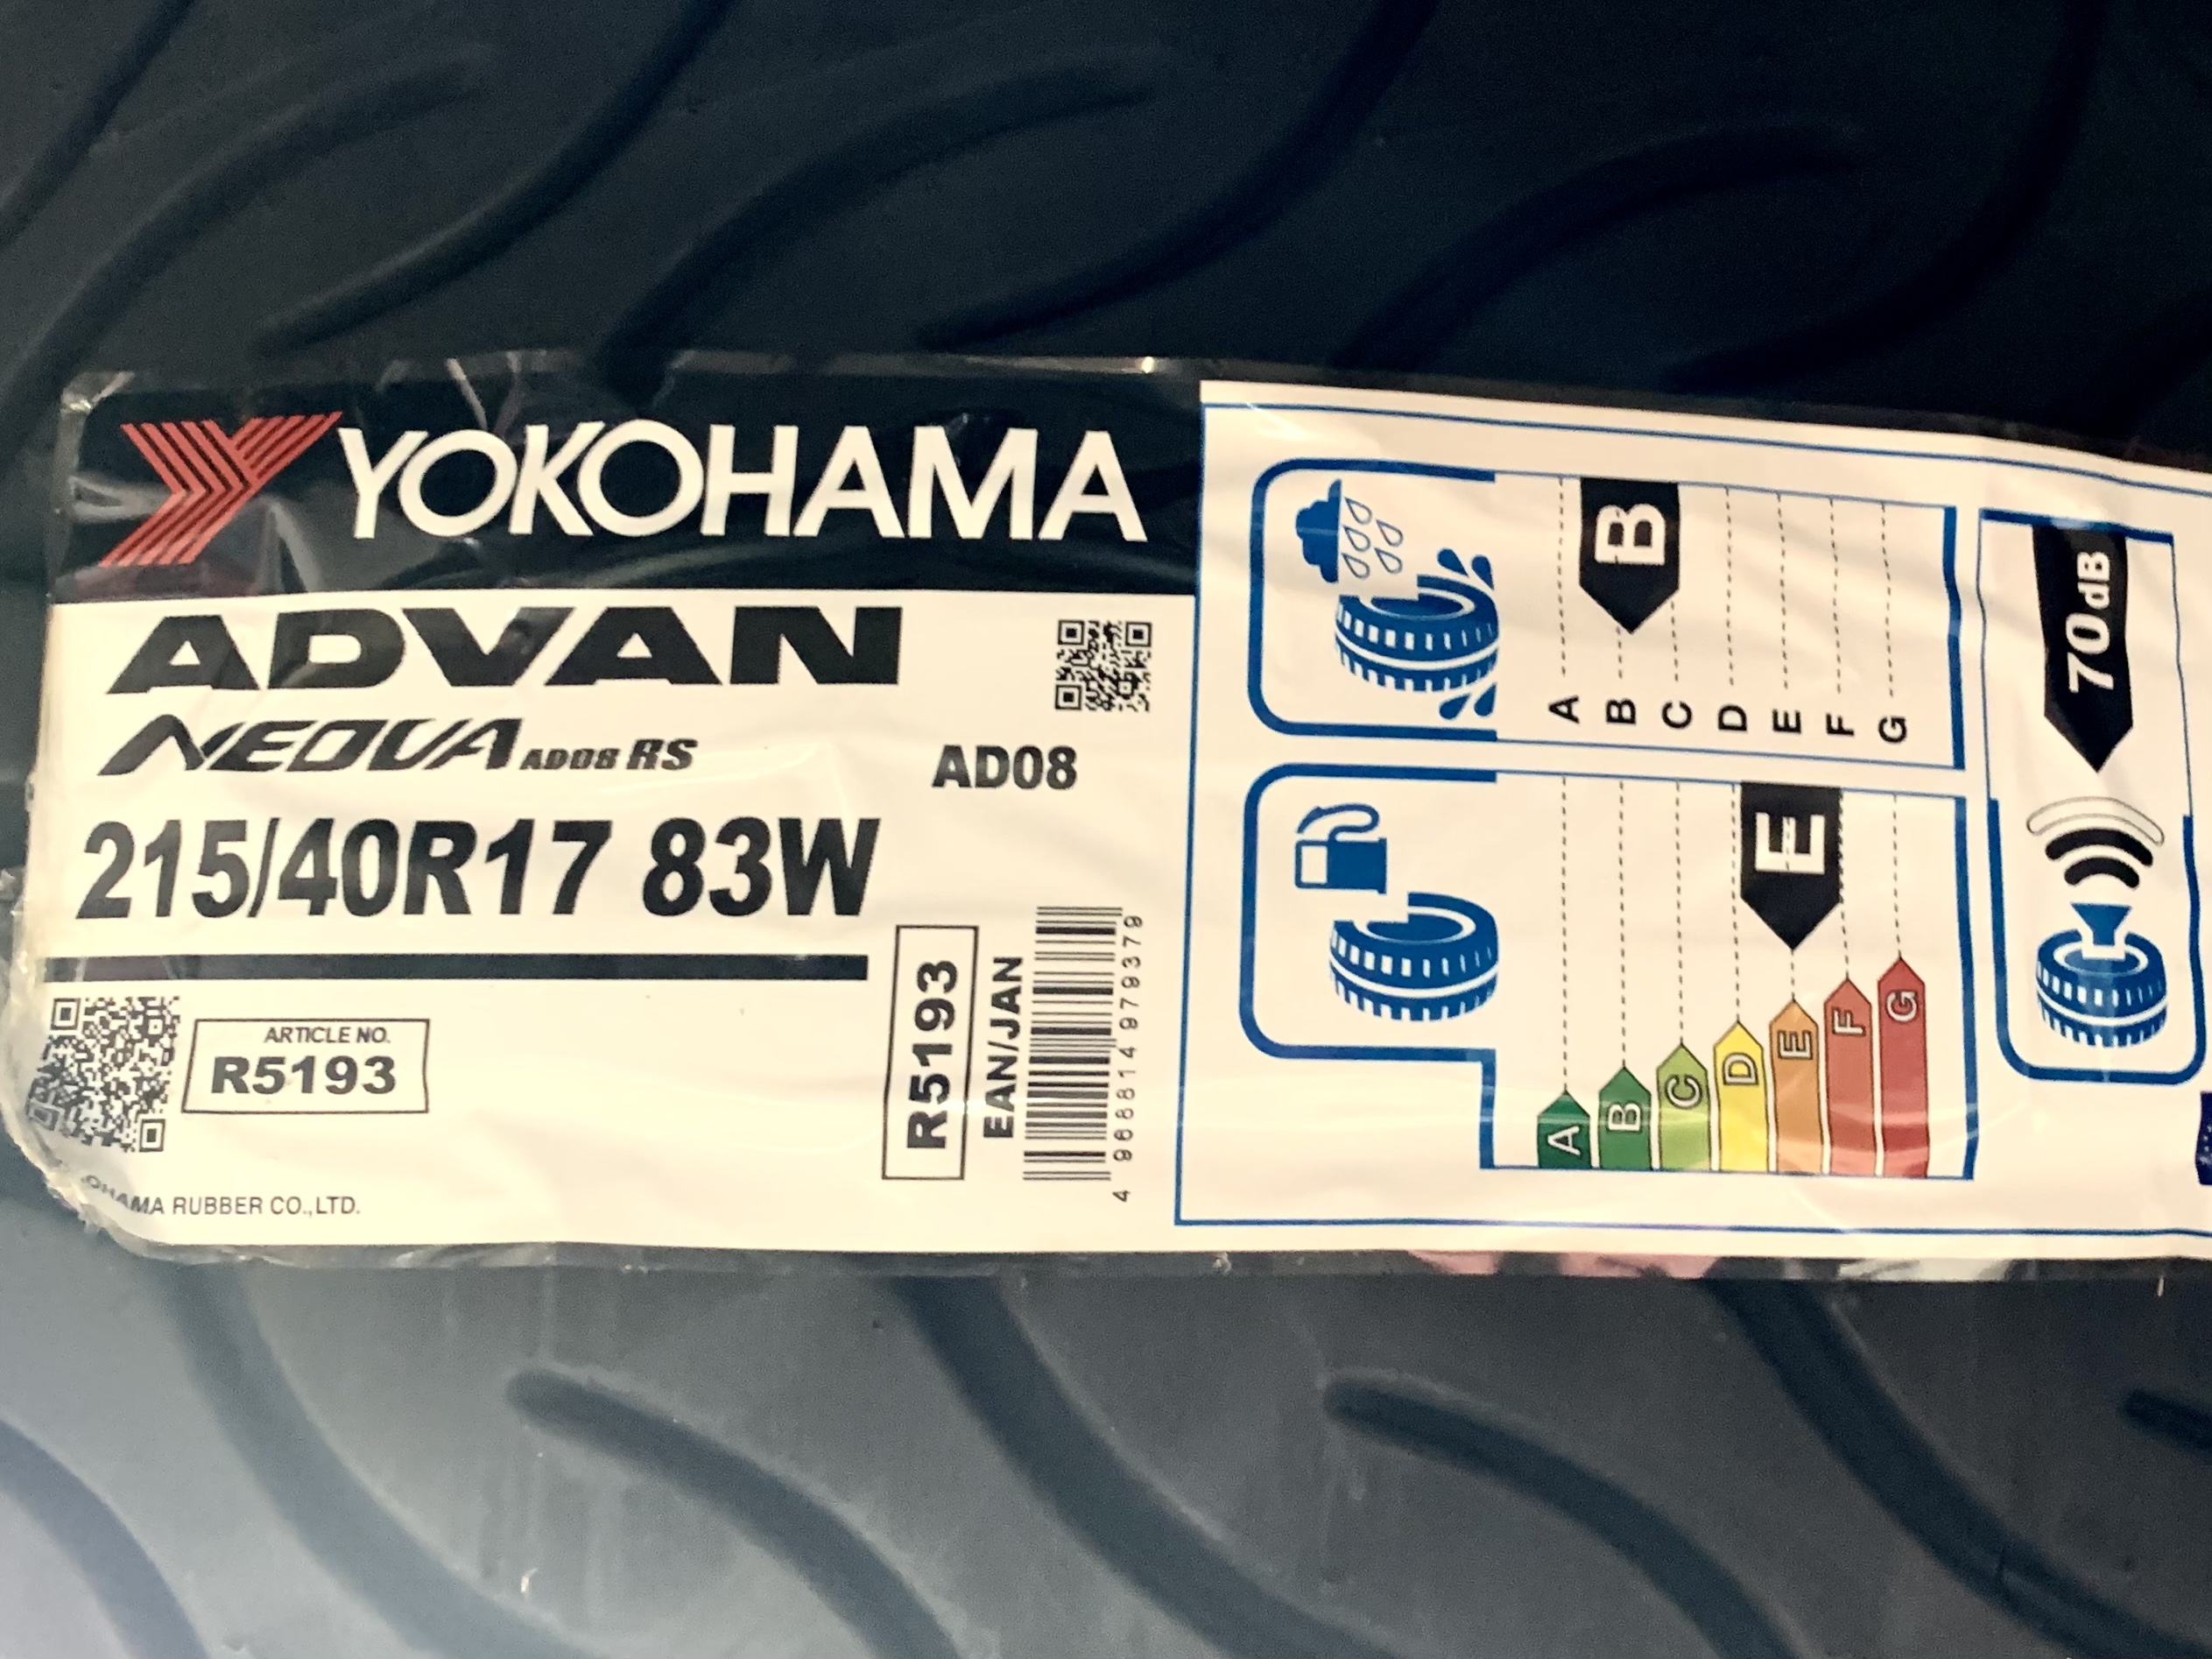 YOKOHAMA
ADVAN
NEOVA AD08 RS
AD08
215/40R17 83W
ARTICLE NO.
R5193
RUBBER CO.,LTD.
R5193
EAN/JAN
4 968814 979379
B
A
B
C
D
E
F
G
E
A
B
C
D
E
F
G
70dB